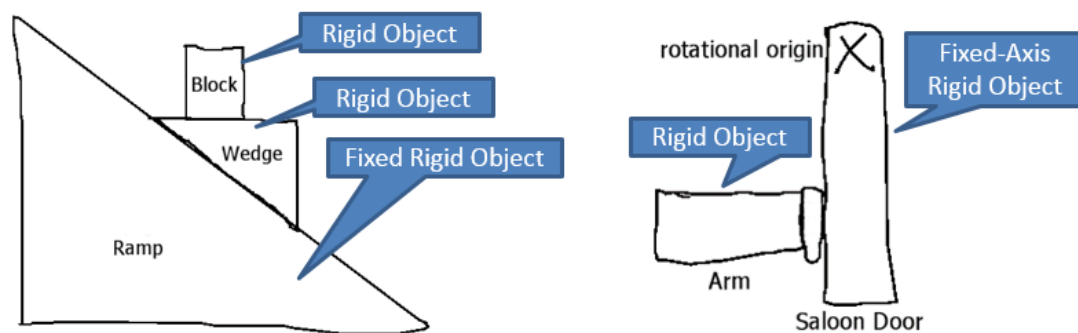 Rigid Object
Block
Rigid Object
Wedge
Fixed Rigid Object
Ramp
rotational origin
X
Fixed-Axis
Rigid Object
Rigid Object
Arm
Saloon Door